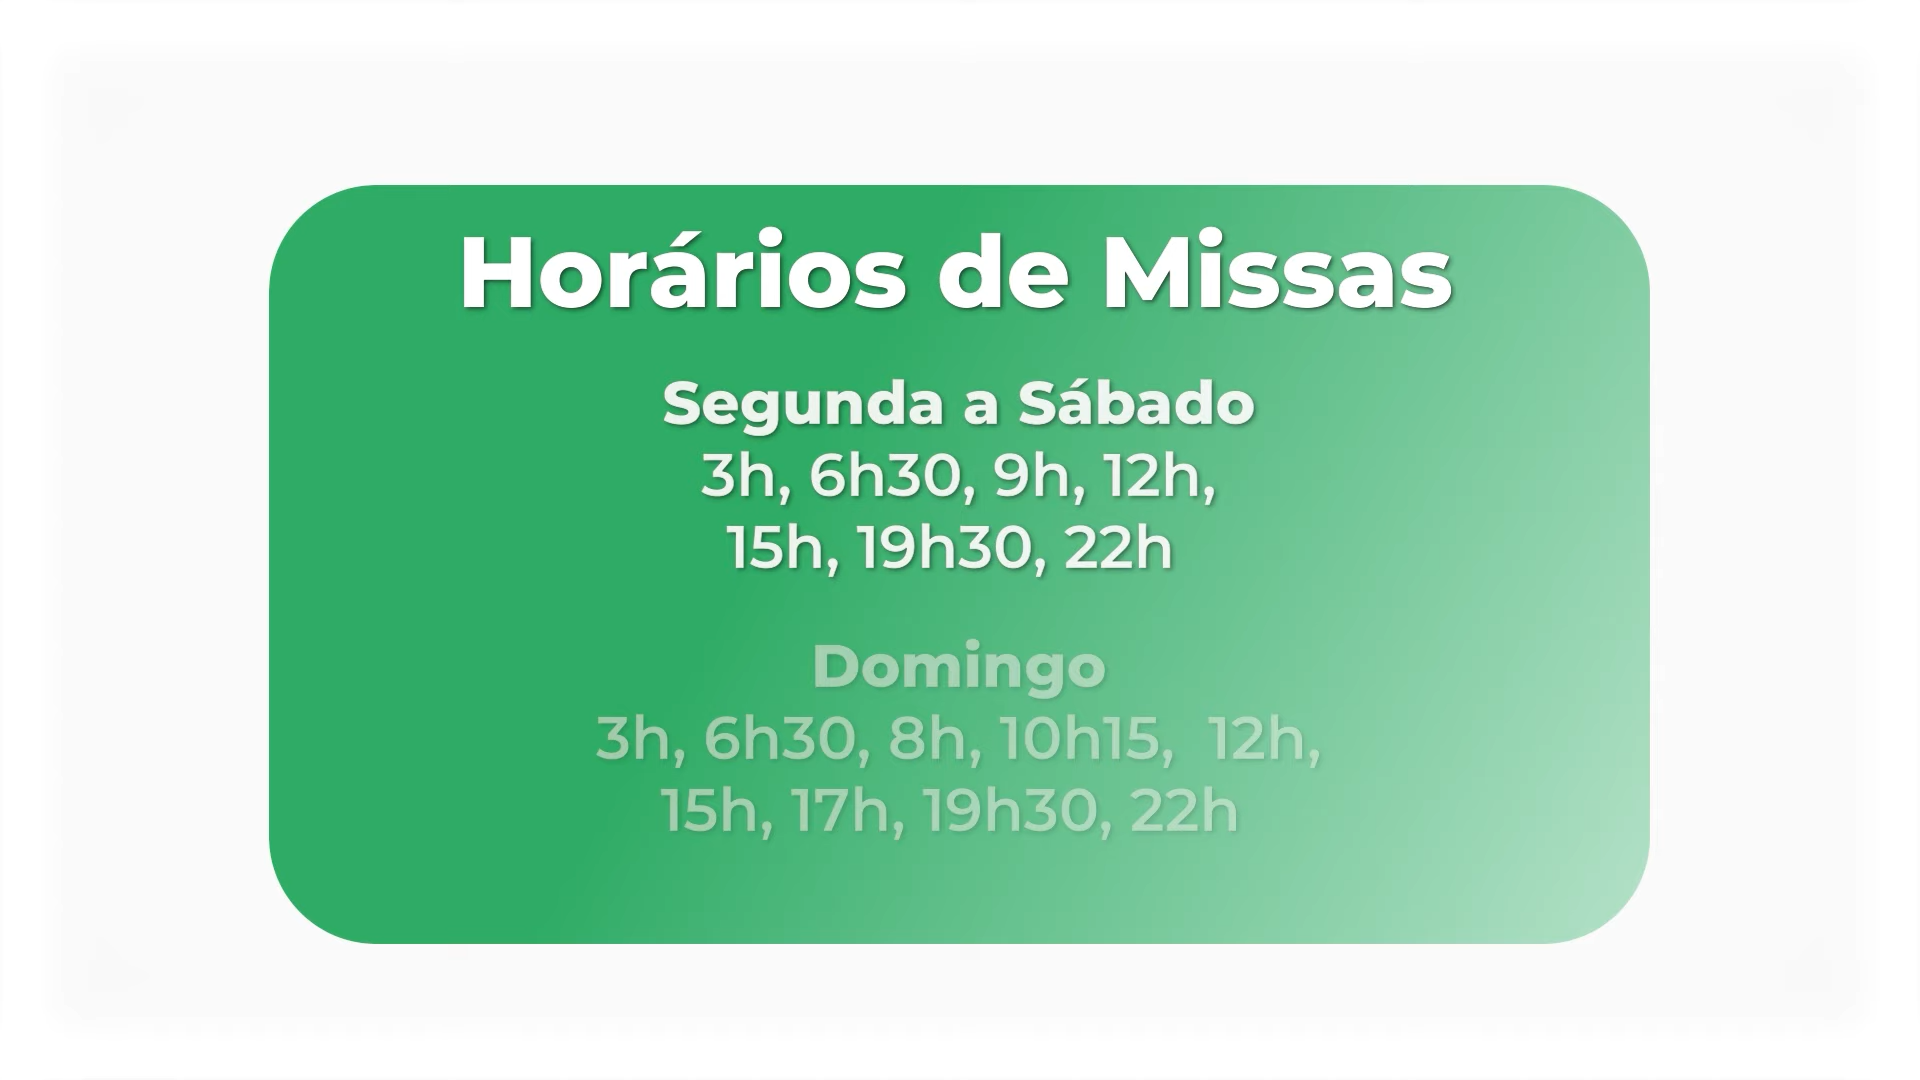 Horários de Missas
Segunda a Sábado
3h, 6h30, 9h, 12h,
15h, 19h30, 22h
Domingo
3h, 6h30, 8h, 10h15, 12h,
15h, 17h, 19h30, 22h